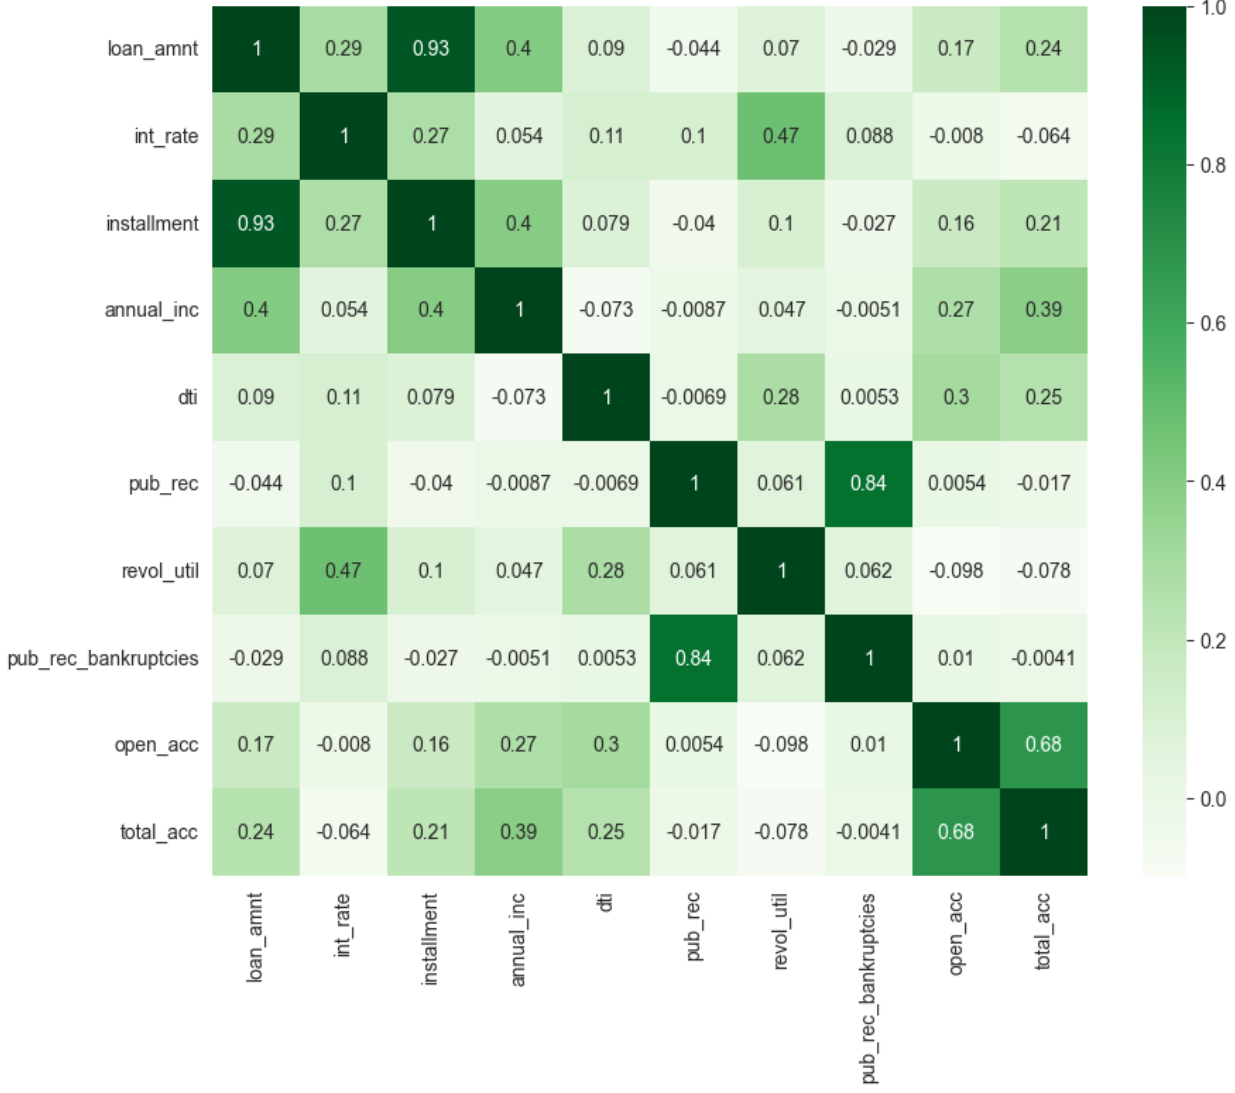 loan_amnt 1 0.29 0.93 0.4 0.09 -0.044 0.07 -0.029 0.17 0.24
int_rate 0.29 1 0.27 0.054 0.11 0.1 0.47 0.088 -0.008 -0.064
installment 0.93 0.27 1 0.4 0.079 -0.04 0.1 -0.027 0.16 0.21
annual_inc 0.4 0.054 0.4 1 -0.073 -0.0087 0.047 -0.0051 0.27 0.39
dti 0.09 0.11 0.079 -0.073 1 -0.0069 0.28 0.0053 0.3 0.25
pub_rec -0.044 0.1 -0.04 -0.0087 -0.0069 1 0.061 0.84 0.0054 -0.017
revol_util 0.07 0.47 0.1 0.047 0.28 0.061 1 0.062 -0.098 -0.078
pub_rec_bankruptcies -0.029 0.088 -0.027 -0.0051 0.0053 0.84 0.062 1 0.01 -0.0041
open_acc 0.17 -0.008 0.16 0.27 0.3 0.0054 -0.098 0.01 1 0.68
total_acc 0.24 -0.064 0.21 0.39 0.25 -0.017 -0.078 -0.0041 0.68 1
loan_amnt int_rate installment annual_inc dti pub_rec revol_util pub_rec_bankruptcies open_acc total_acc
1.0
0.8
0.6
0.4
0.2
0.0